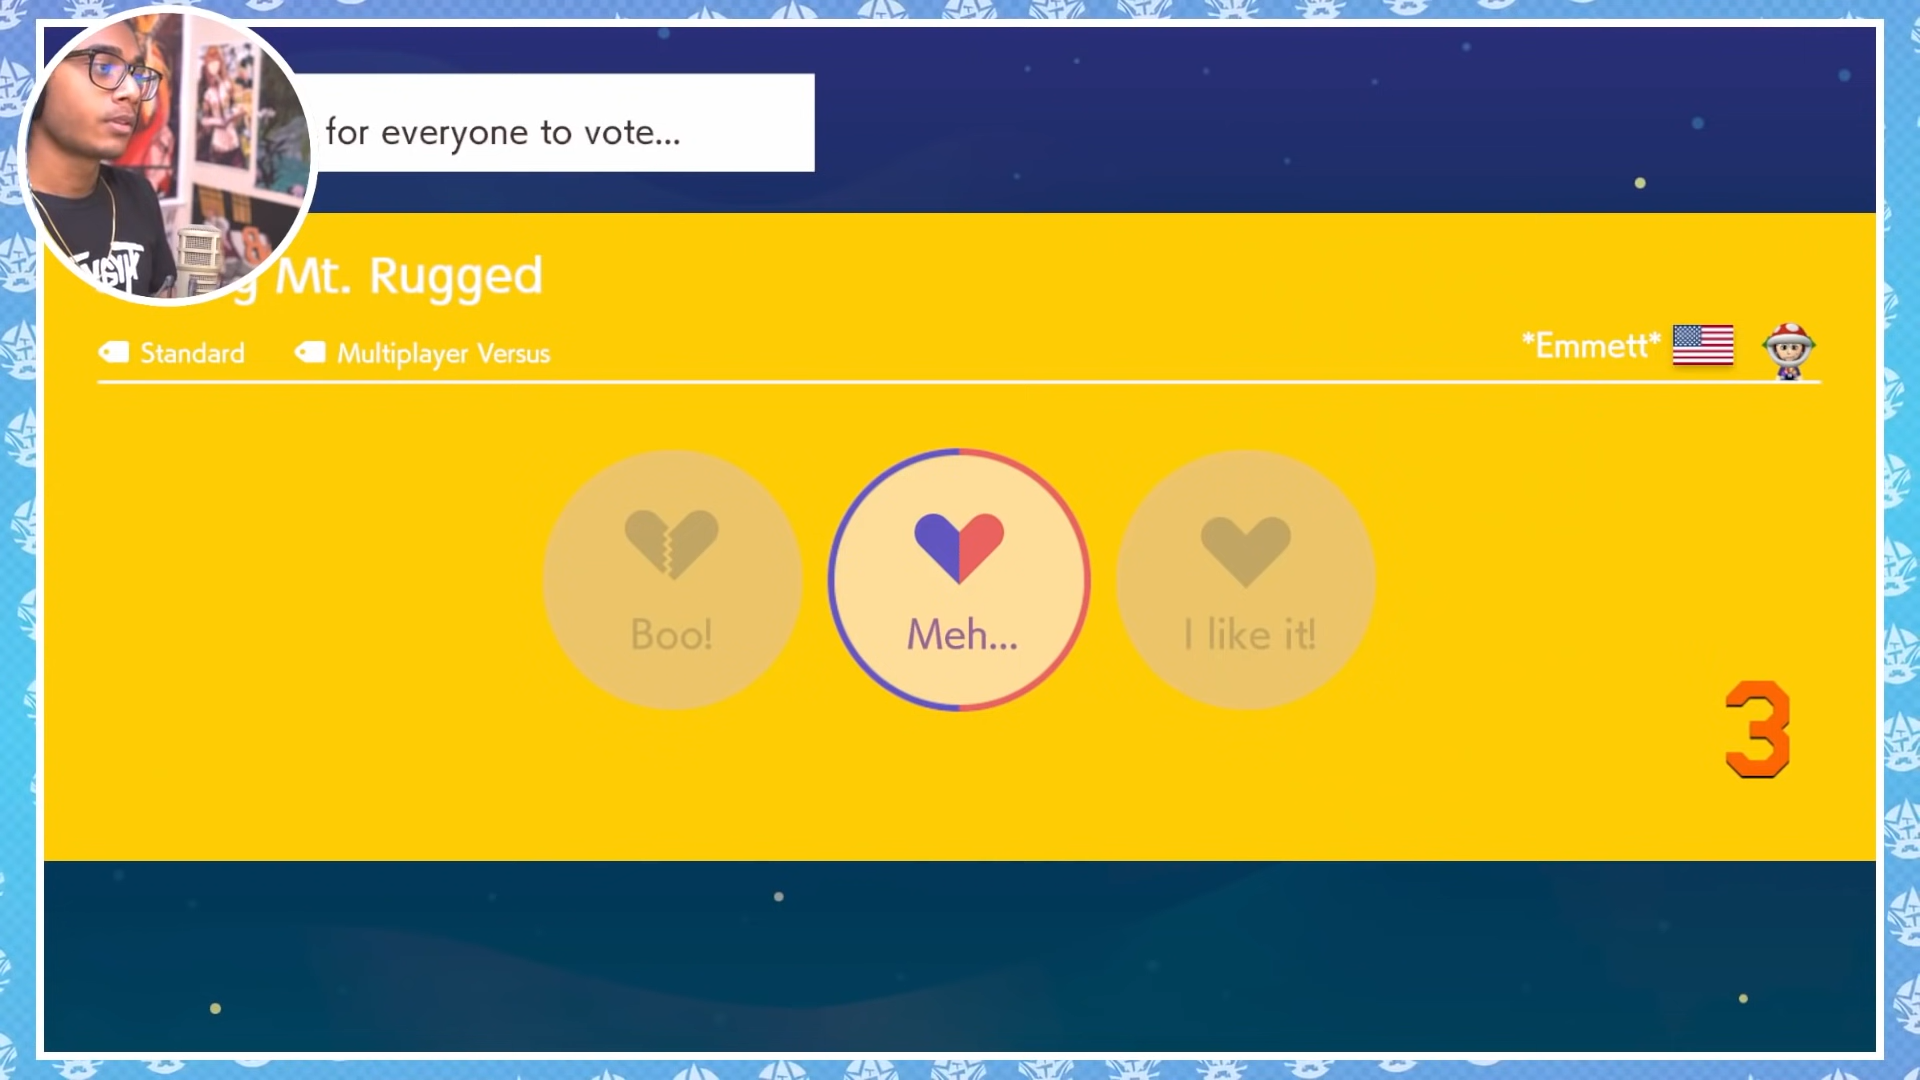 for everyone to vote...
g Mt. Rugged
Standard Multiplayer Versus
*Emmett*
Boo! Meh... I like it!
3